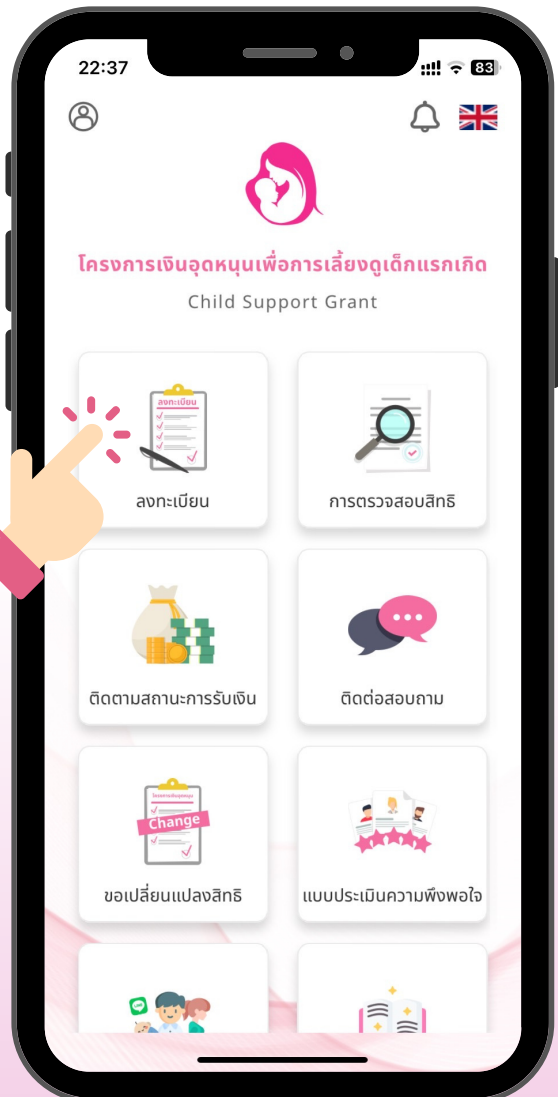 22:37
83
โครงการเงินอุดหนุนเพื่อการเลี้ยงดูเด็กแรกเกิด
Child Support Grant
ลงทะเบียน
ลงทะเบียน
การตรวจสอบสิทธิ
ติดตามสถานะการรับเงิน
ติดต่อสอบถาม
Change
ขอเปลี่ยนแปลงสิทธิ
แบบประเมินความพึงพอใจ